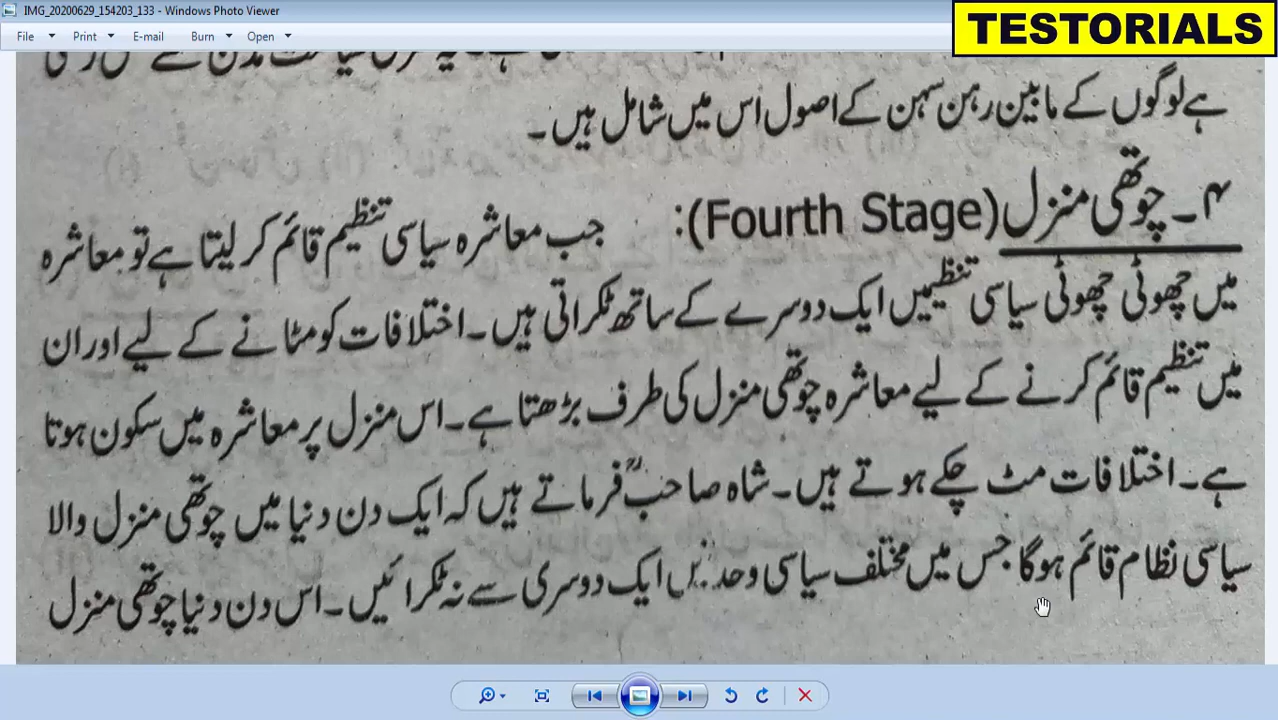 IMG_20200629_154203_133 - Windows Photo Viewer
TESTORIALS
File Print E-mail Burn Open
ہے لوگوں کے مابین رہن سہن کے اصول اس میں شامل ہیں۔
۴۔ چوتھی منزل (Fourth Stage): جب معاشرہ سیاسی تنظیم قائم کر لیتا ہے تو معاشرہ
میں چھوٹی چھوٹی سیاسی تنظیمیں ایک دوسرے کے ساتھ ٹکراتی ہیں۔ اختلافات کو مٹانے کے لیے اور ان
میں تنظیم قائم کرنے کے لیے معاشرہ چوتھی منزل کی طرف بڑھتا ہے۔ اس منزل پر معاشرہ میں سکون ہوتا
ہے۔ اختلافات مٹ چکے ہوتے ہیں۔ شاہ صاحبؒ فرماتے ہیں کہ ایک دن دنیا میں چوتھی منزل والا
سیاسی نظام قائم ہوگا جس میں مختلف سیاسی وحدتیں ایک دوسری سے نہ ٹکرائیں۔ اس دن دنیا چوتھی منزل